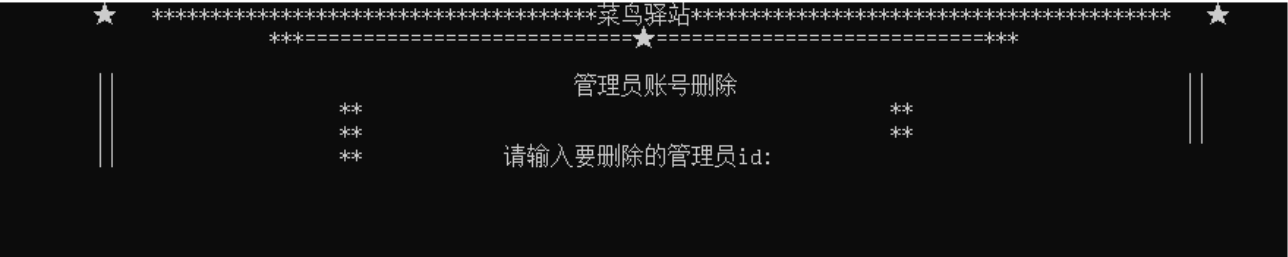 ★ **************************************菜鸟驿站***************************************** ★
***============================★============================***
|| 管理员账号删除 ||
|| ** ** ||
|| ** ** ||
|| ** 请输入要删除的管理员id: